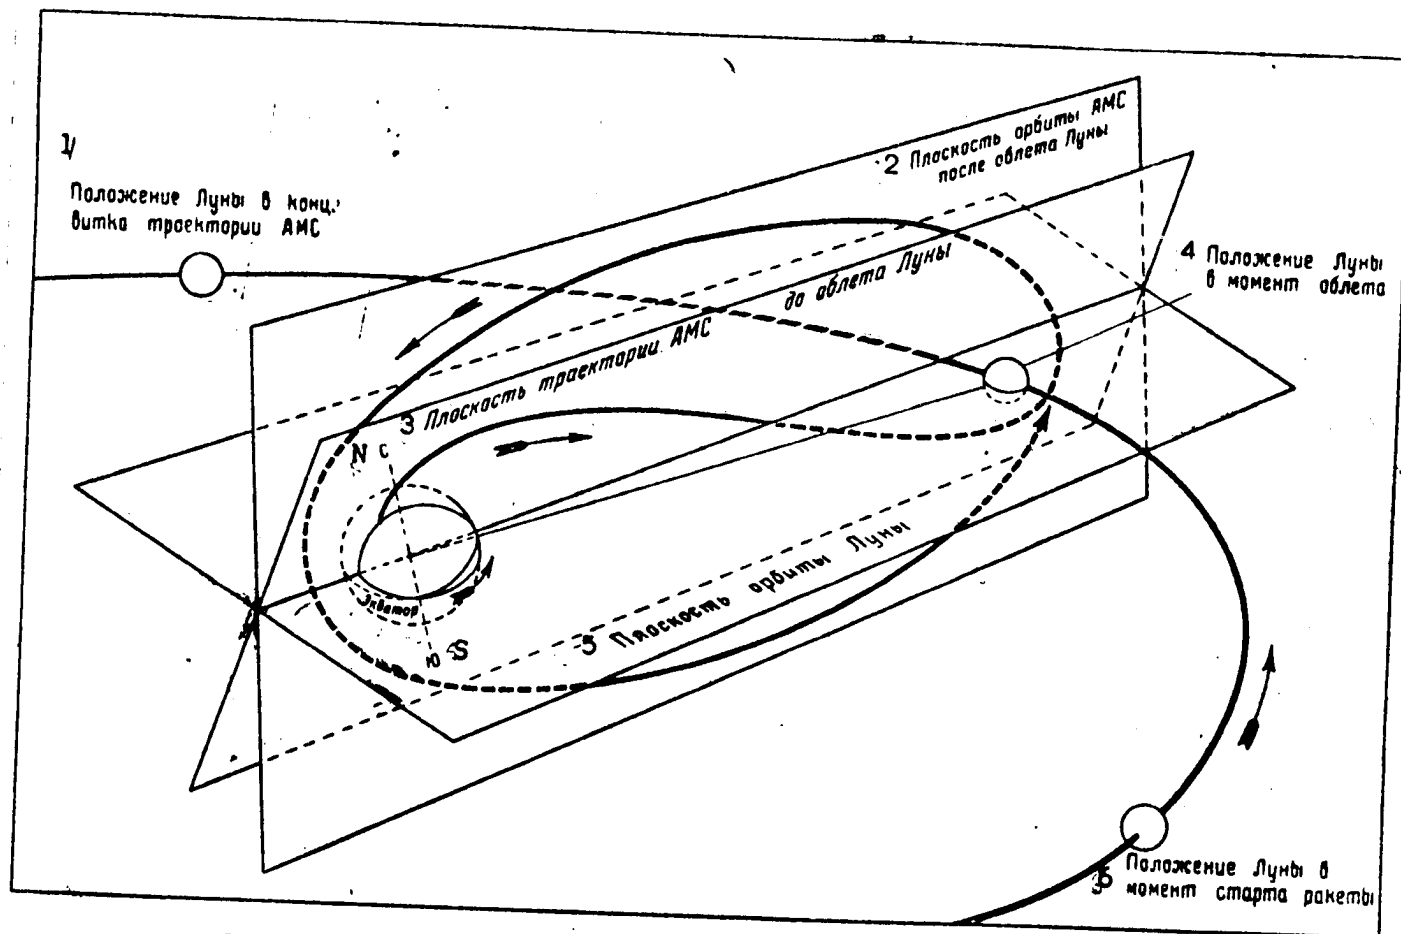 1/
Положение Луны в конц.
витка траектории АМС
2 Плоскость орбиты АМС
после облета Луны
4 Положение Луны
в момент облета
3 Плоскость траектории АМС
до облета Луны
N С
Экватор
Ю S
5 Плоскость орбиты Луны
6 Положение Луны в
момент старта ракеты